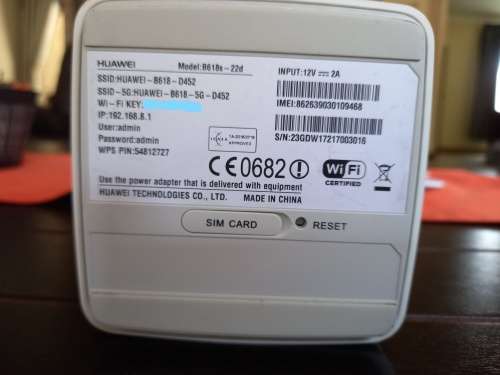 HUAWEI Model:B618s-22d
SSID:HUAWEI-B618-D452
SSID-5G:HUAWEI-B618-5G-D452
Wi-Fi KEY:
IP:192.168.8.1
User:admin
Password:admin
WPS PIN:54812727
INPUT:12V ⎓ 2A
IMEI:862639030109468
S/N:23GDW17217003016
ICASA
APPROVED
CE0682
Wi Fi
CERTIFIED
Use the power adapter that is delivered with equipment
HUAWEI TECHNOLOGIES CO., LTD. MADE IN CHINA
SIM CARD
RESET